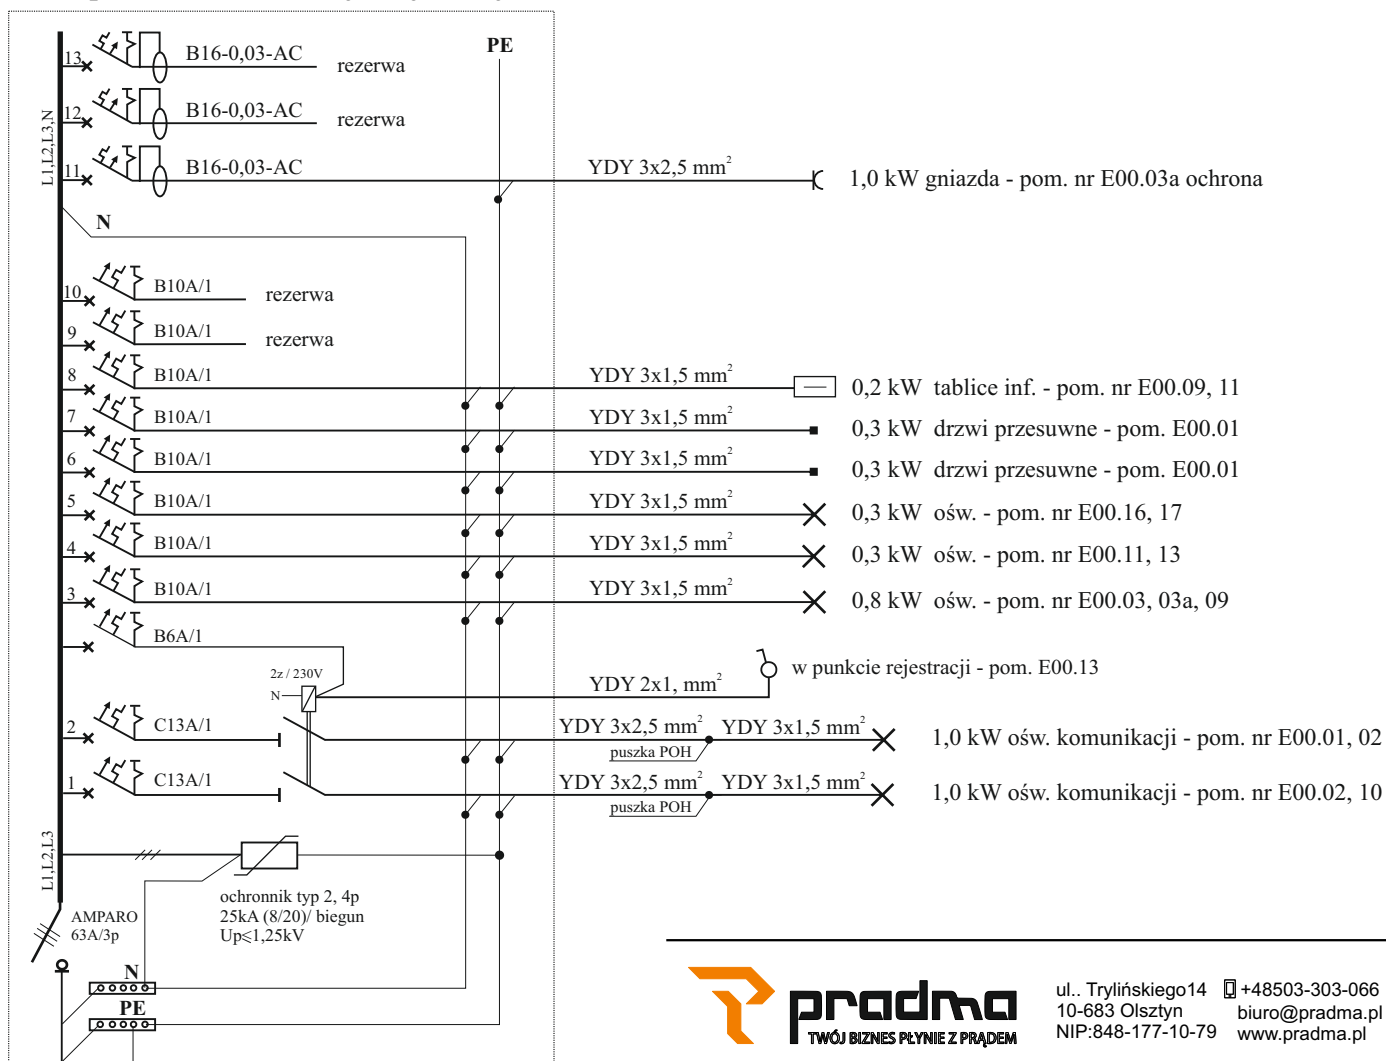 PE
13 B16-0,03-AC rezerwa
12 B16-0,03-AC rezerwa
L1,L2,L3,N
11 B16-0,03-AC YDY 3x2,5 mm² 1,0 kW gniazda - pom. nr E00.03a ochrona
N
10 B10A/1 rezerwa
9 B10A/1 rezerwa
8 B10A/1 YDY 3x1,5 mm² 0,2 kW tablice inf. - pom. nr E00.09, 11
7 B10A/1 YDY 3x1,5 mm² 0,3 kW drzwi przesuwne - pom. E00.01
6 B10A/1 YDY 3x1,5 mm² 0,3 kW drzwi przesuwne - pom. E00.01
5 B10A/1 YDY 3x1,5 mm² 0,3 kW ośw. - pom. nr E00.16, 17
4 B10A/1 YDY 3x1,5 mm² 0,3 kW ośw. - pom. nr E00.11, 13
3 B10A/1 YDY 3x1,5 mm² 0,8 kW ośw. - pom. nr E00.03, 03a, 09
B6A/1
2z / 230V
N
YDY 2x1, mm² w punkcie rejestracji - pom. E00.13
2 C13A/1 YDY 3x2,5 mm² YDY 3x1,5 mm² 1,0 kW ośw. komunikacji - pom. nr E00.01, 02
puszka POH
1 C13A/1 YDY 3x2,5 mm² YDY 3x1,5 mm² 1,0 kW ośw. komunikacji - pom. nr E00.02, 10
puszka POH
L1,L2,L3
ochronnik typ 2, 4p
25kA (8/20)/ biegun
Up≤1,25kV
AMPARO
63A/3p
N
PE
pradma
TWÓJ BIZNES PŁYNIE Z PRĄDEM
ul.. Trylińskiego14
10-683 Olsztyn
NIP:848-177-10-79
+48503-303-066
biuro@pradma.pl
www.pradma.pl